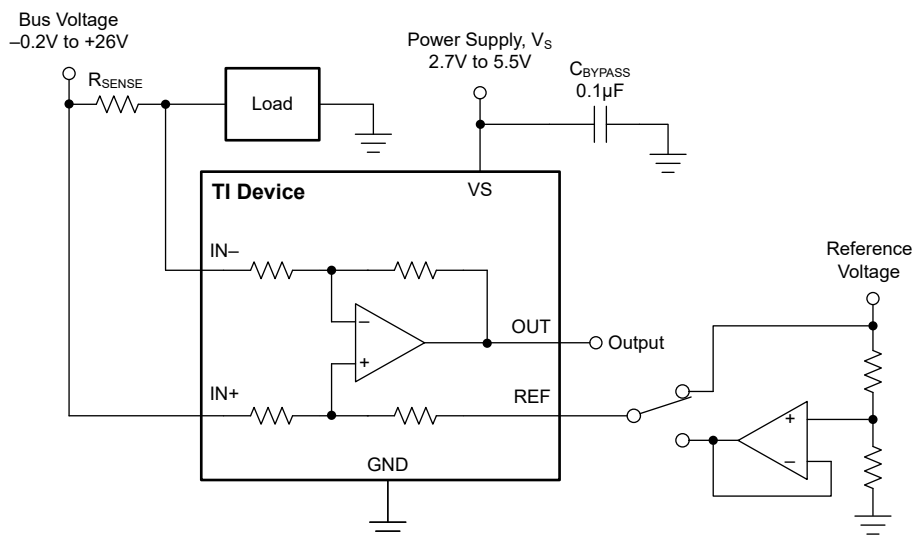 Bus Voltage
–0.2V to +26V
RSENSE
Load
Power Supply, VS
2.7V to 5.5V
CBYPASS
0.1µF
TI Device
VS
IN–
–
+
OUT
Output
IN+
REF
GND
Reference
Voltage
+
–